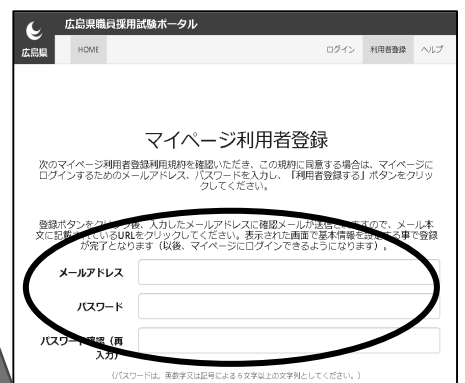 広島県職員採用試験ポータル
広島県
HOME
ログイン 利用者登録 ヘルプ
マイページ利用者登録
次のマイページ利用者登録利用規約を確認いただき、この規約に同意する場合は、マイページに
ログインするためのメールアドレス、パスワードを入力し、「利用者登録する」ボタンをクリッ
クしてください。
登録ボタンをクリック後、入力したメールアドレスに確認メールが送信されますので、メール本
文に記載されているURLをクリックしてください。表示された画面で基本情報を設定する事で登録
が完了となります（以後、マイページにログインできるようになります）。
メールアドレス
パスワード
パスワード確認（再
入力）
（パスワードは、英数字又は記号による６文字以上の文字列としてください。）